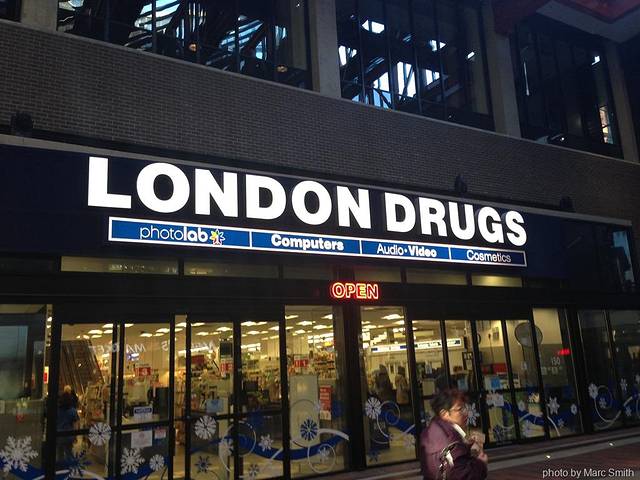 LONDON DRUGS
photolab Computers Audio•Video Cosmetics
OPEN
photo by Marc Smith